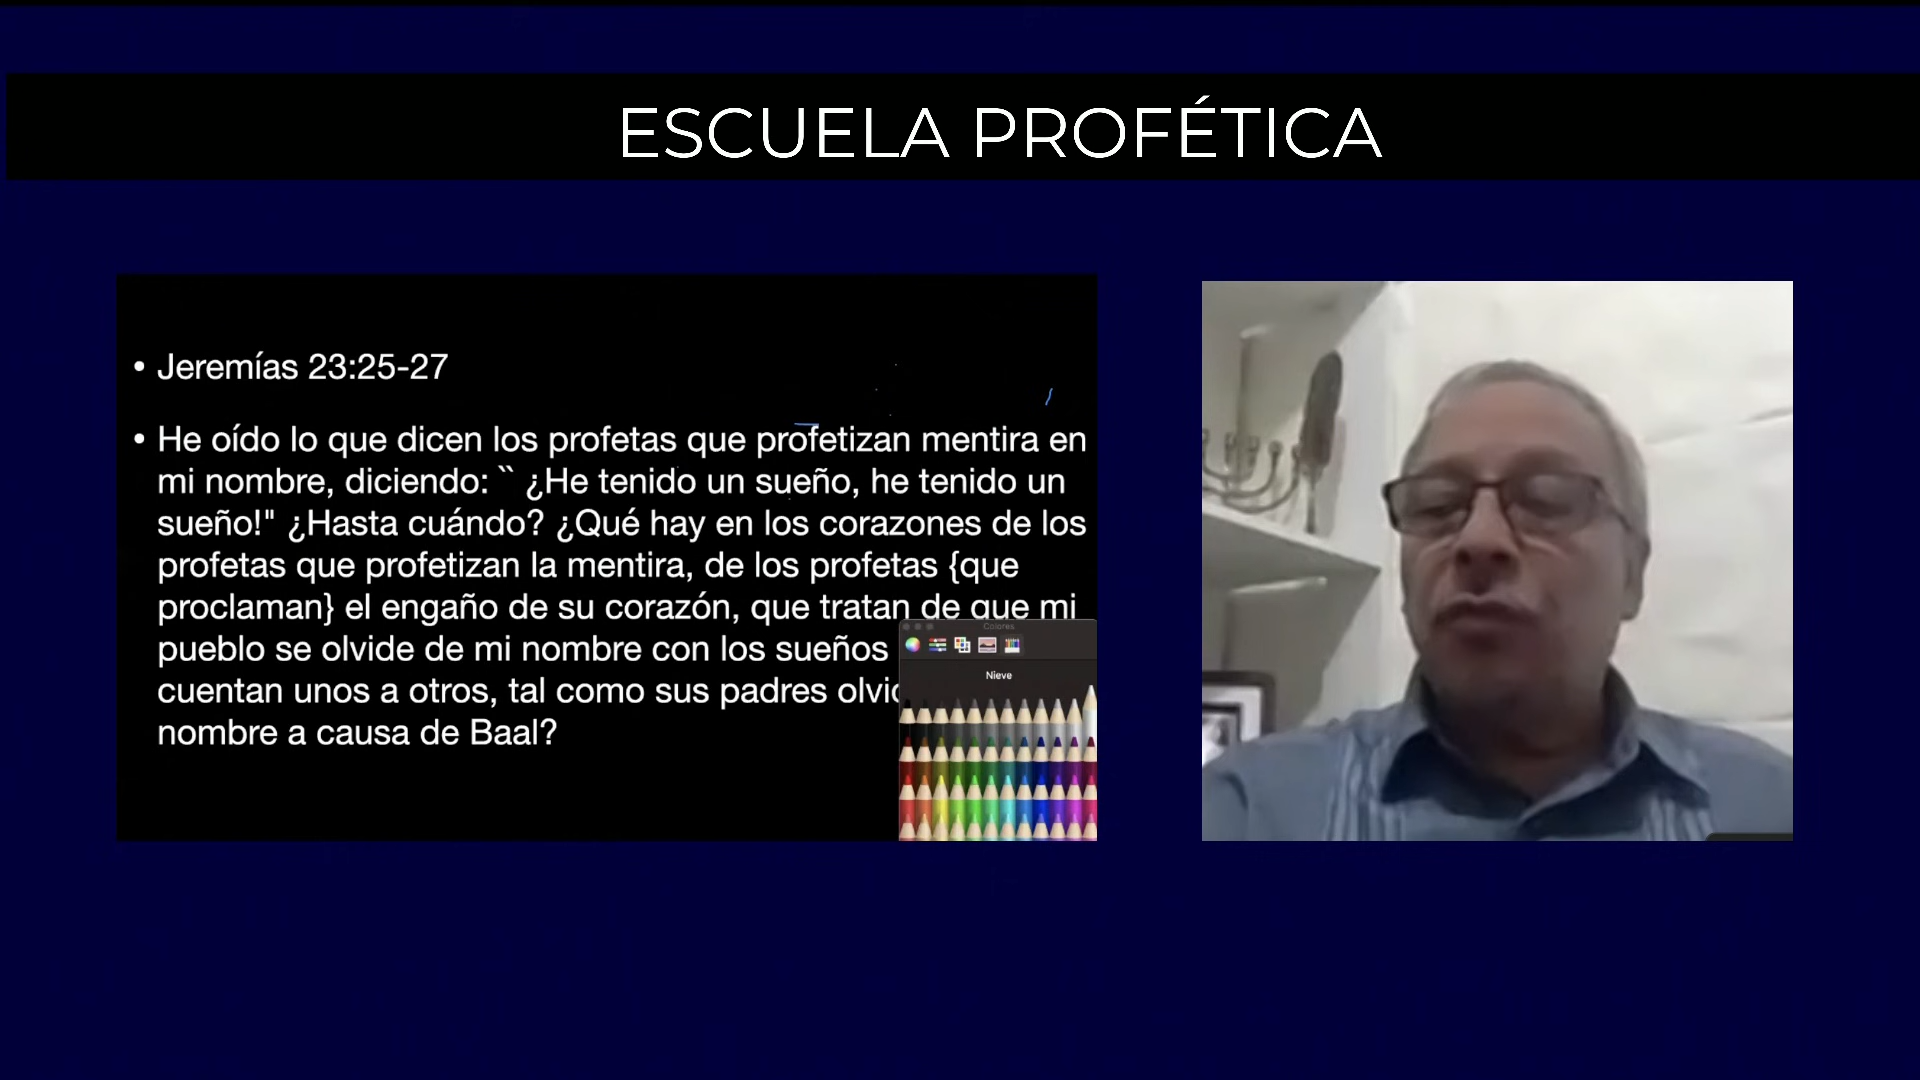 ESCUELA PROFÉTICA
• Jeremías 23:25-27
• He oído lo que dicen los profetas que profetizan mentira en
mi nombre, diciendo: `` ¿He tenido un sueño, he tenido un
sueño!" ¿Hasta cuándo? ¿Qué hay en los corazones de los
profetas que profetizan la mentira, de los profetas {que
proclaman} el engaño de su corazón, que tratan de que mi
pueblo se olvide de mi nombre con los sueños
cuentan unos a otros, tal como sus padres
nombre a causa de Baal?
Colores
Nieve